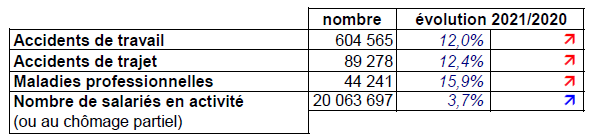 nombre évolution 2021/2020
Accidents de travail 604 565 12,0%
Accidents de trajet 89 278 12,4%
Maladies professionnelles 44 241 15,9%
Nombre de salariés en activité 20 063 697 3,7%
(ou au chômage partiel)